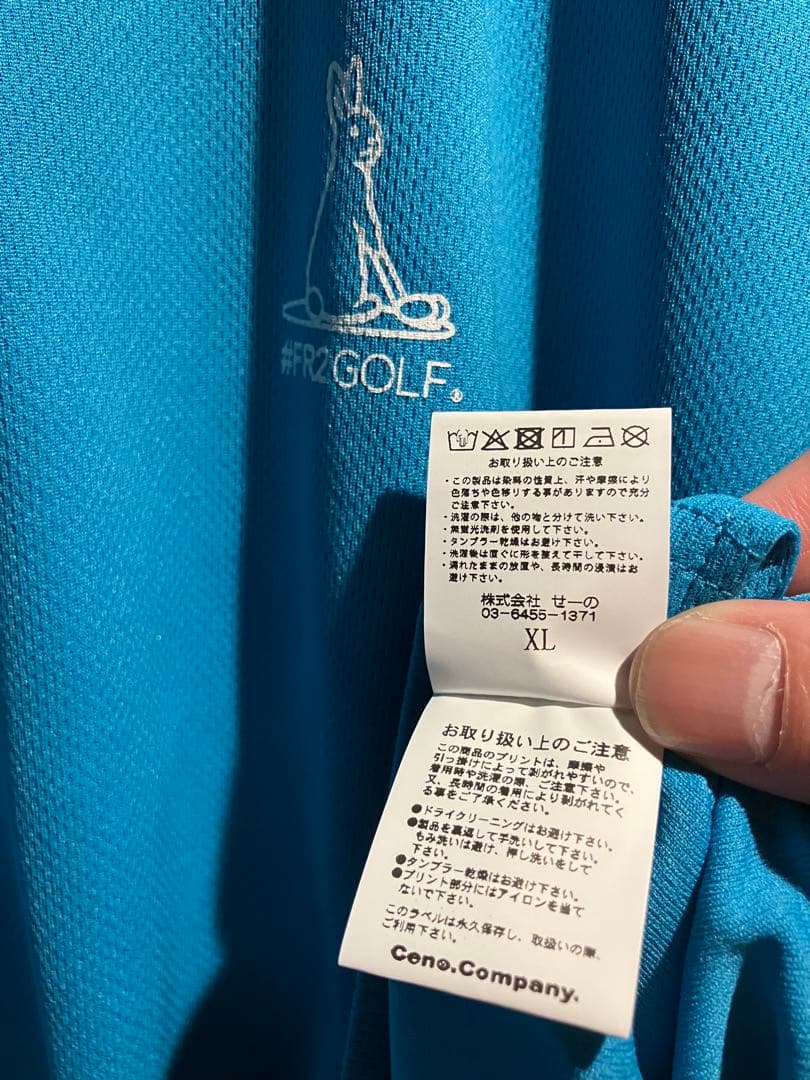 #FR2GOLF®
お取り扱い上のご注意
・この製品は染料の性質上、汗や摩擦により
色落ちや色移りする事がありますので充分
ご注意下さい。
・洗濯の際は、他の物と分けて洗い下さい。
・無蛍光洗剤を使用して下さい。
・タンブラー乾燥はお避け下さい。
・洗濯後は直ぐに形を整えて干して下さい。
・濡れたままの放置や、長時間の浸漬はお
避け下さい。
株式会社 せーの
03-6455-1371
XL
お取り扱い上のご注意
この商品のプリントは、摩擦や
引っ掛けによって剥がれやすいので、
着用時や洗濯の際、ご注意下さい。
又、長時間の着用により剥がれてく
る事をご了承ください。
●ドライクリーニングはお避け下さい。
●製品を裏返して手洗いして下さい。
もみ洗いは避け、押し洗いをして
下さい。
●タンブラー乾燥はお避け下さい。
●プリント部分にはアイロンを当て
ないで下さい。
このラベルは永久保存し、取扱いの際、
ご利用下さい。
Ceno.Company.